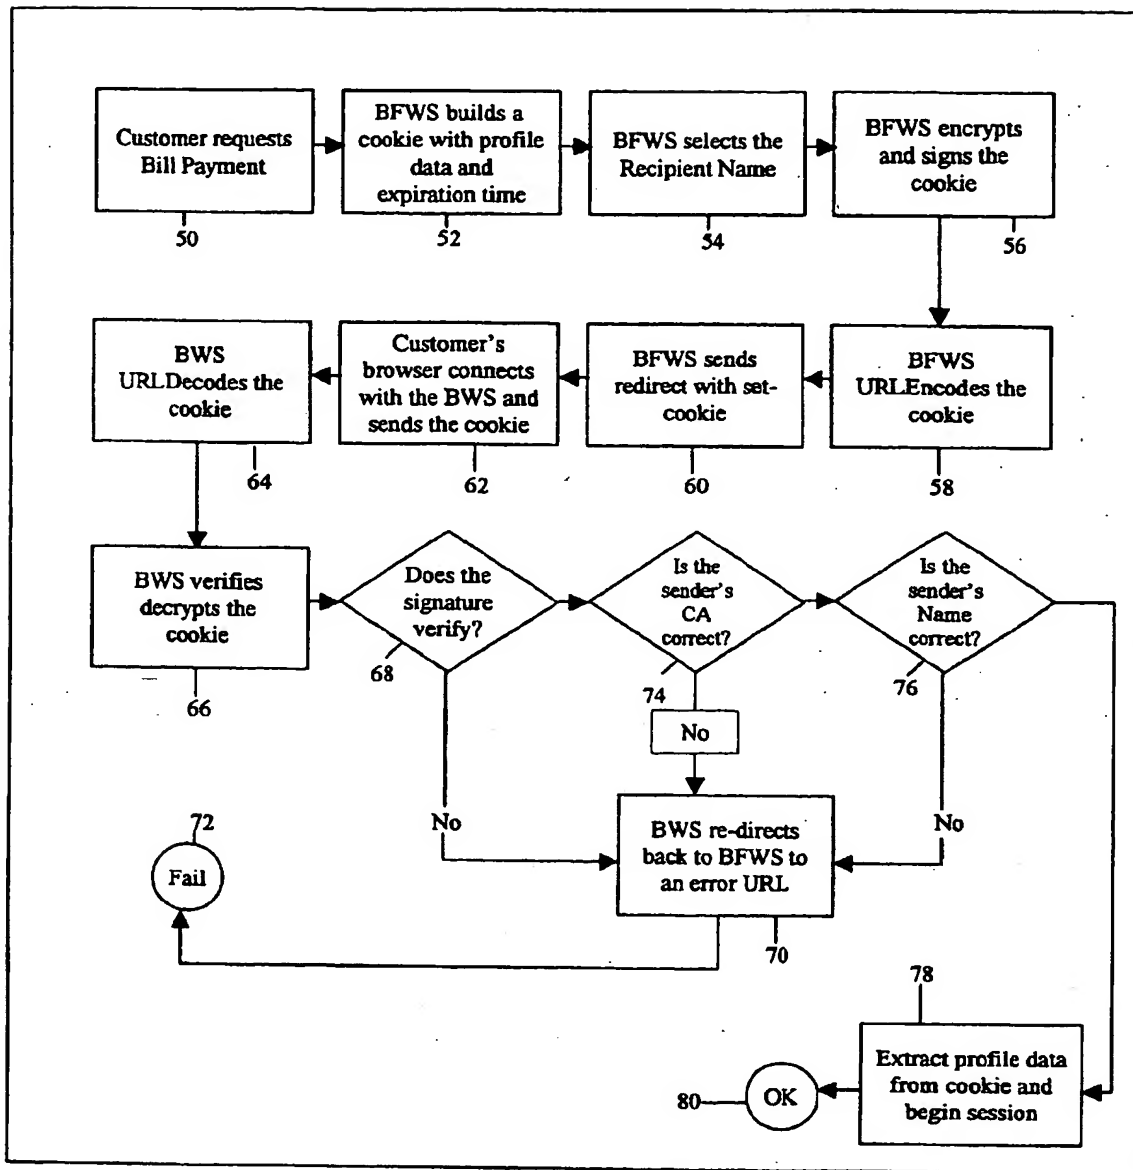 Customer requests
Bill Payment
50
BFWS builds a
cookie with profile
data and
expiration time
52
BFWS selects the
Recipient Name
54
BFWS encrypts
and signs the
cookie
56
BFWS
URLEncodes the
cookie
58
BFWS sends
redirect with set-
cookie
60
Customer's
browser connects
with the BWS and
sends the cookie
62
BWS
URLDecodes the
cookie
64
BWS verifies
decrypts the
cookie
66
Does the
signature
verify?
68
Is the
sender's
CA
correct?
74
Is the
sender's
Name
correct?
76
No
No
No
BWS re-directs
back to BFWS to
an error URL
70
72
Fail
78
Extract profile data
from cookie and
begin session
80
OK